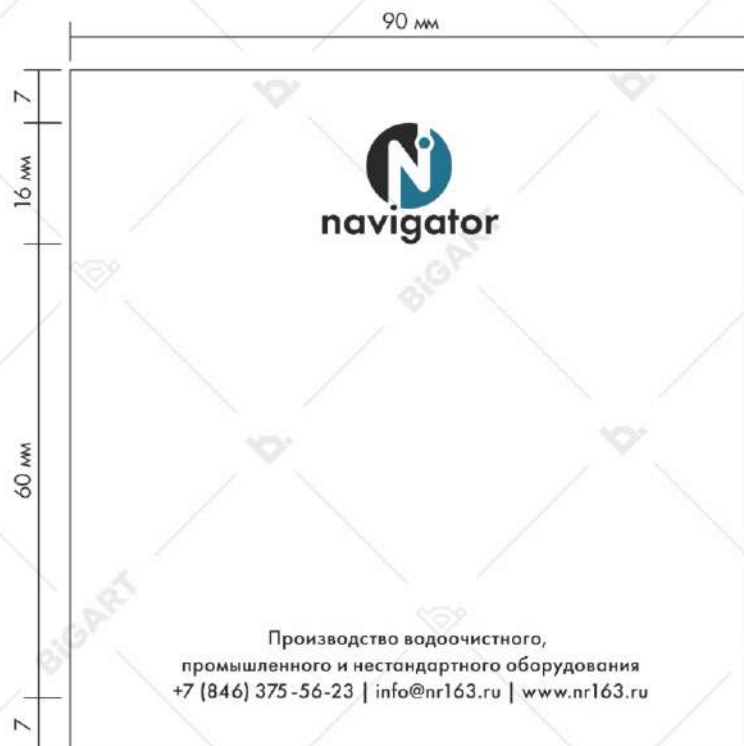 90 мм
7
16 мм
60 мм
7
N
navigator
BiGART
BiGART
Производство водоочистного,
промышленного и нестандартного оборудования
+7 (846) 375-56-23 | info@nr163.ru | www.nr163.ru